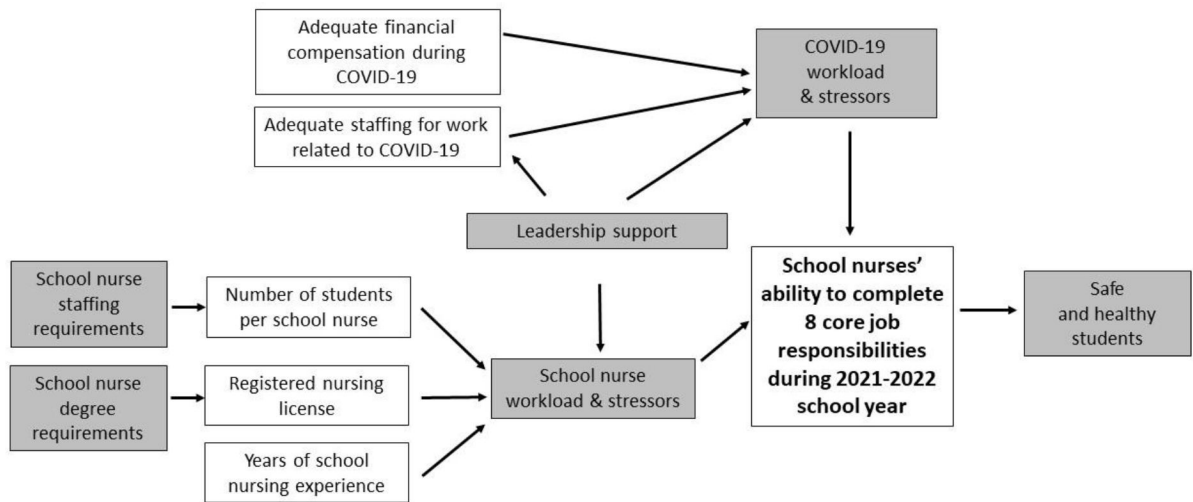 Adequate financial
compensation during
COVID-19
COVID-19
workload
& stressors
Adequate staffing for work
related to COVID-19
Leadership support
School nurse
staffing
requirements
Number of students
per school nurse
School nurses’
ability to complete
8 core job
responsibilities
during 2021-2022
school year
Safe
and healthy
students
School nurse
degree
requirements
Registered nursing
license
School nurse
workload & stressors
Years of school
nursing experience